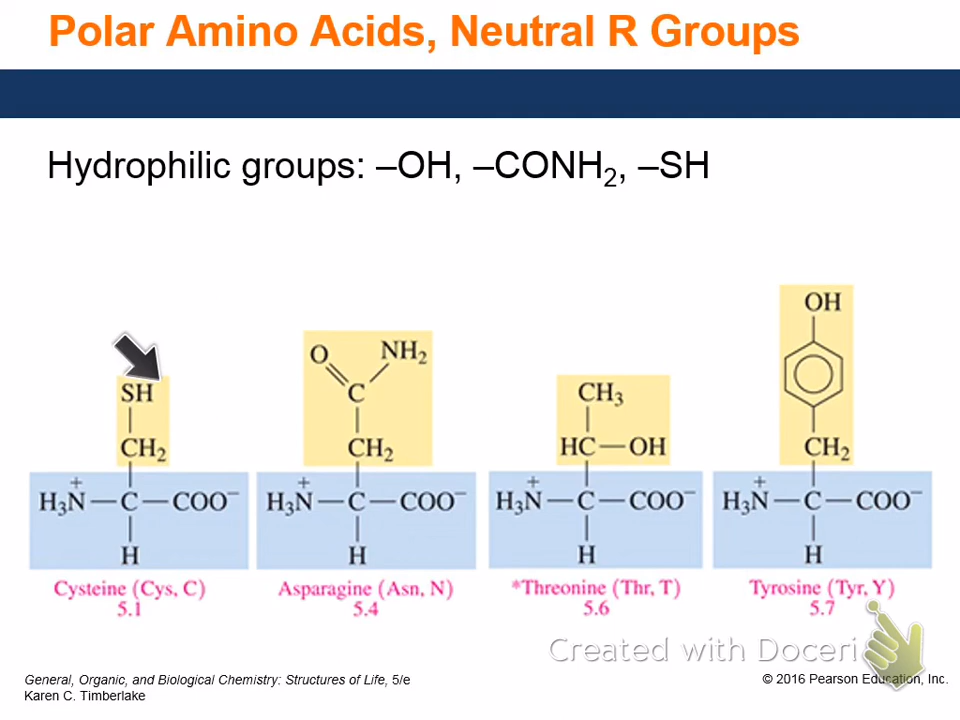 Polar Amino Acids, Neutral R Groups
Hydrophilic groups: –OH, –CONH₂, –SH
OH
O NH₂
SH C CH₃
CH₂ CH₂ HC—OH CH₂
H₃N⁺—C—COO⁻ H₃N⁺—C—COO⁻ H₃N⁺—C—COO⁻ H₃N⁺—C—COO⁻
H H H H
Cysteine (Cys, C) Asparagine (Asn, N) *Threonine (Thr, T) Tyrosine (Tyr, Y)
5.1 5.4 5.6 5.7
Created with Doceri
General, Organic, and Biological Chemistry: Structures of Life, 5/e © 2016 Pearson Education, Inc.
Karen C. Timberlake